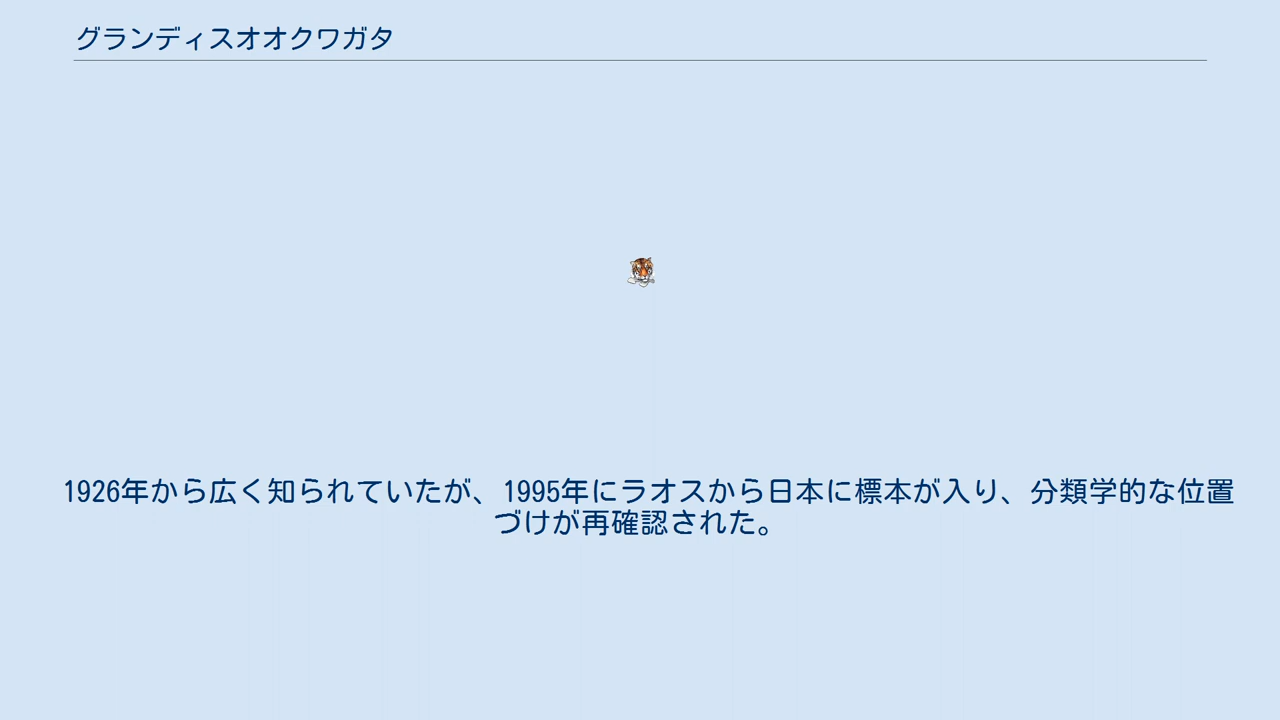 グランディスオオクワガタ
1926年から広く知られていたが、1995年にラオスから日本に標本が入り、分類学的な位置
づけが再確認された。